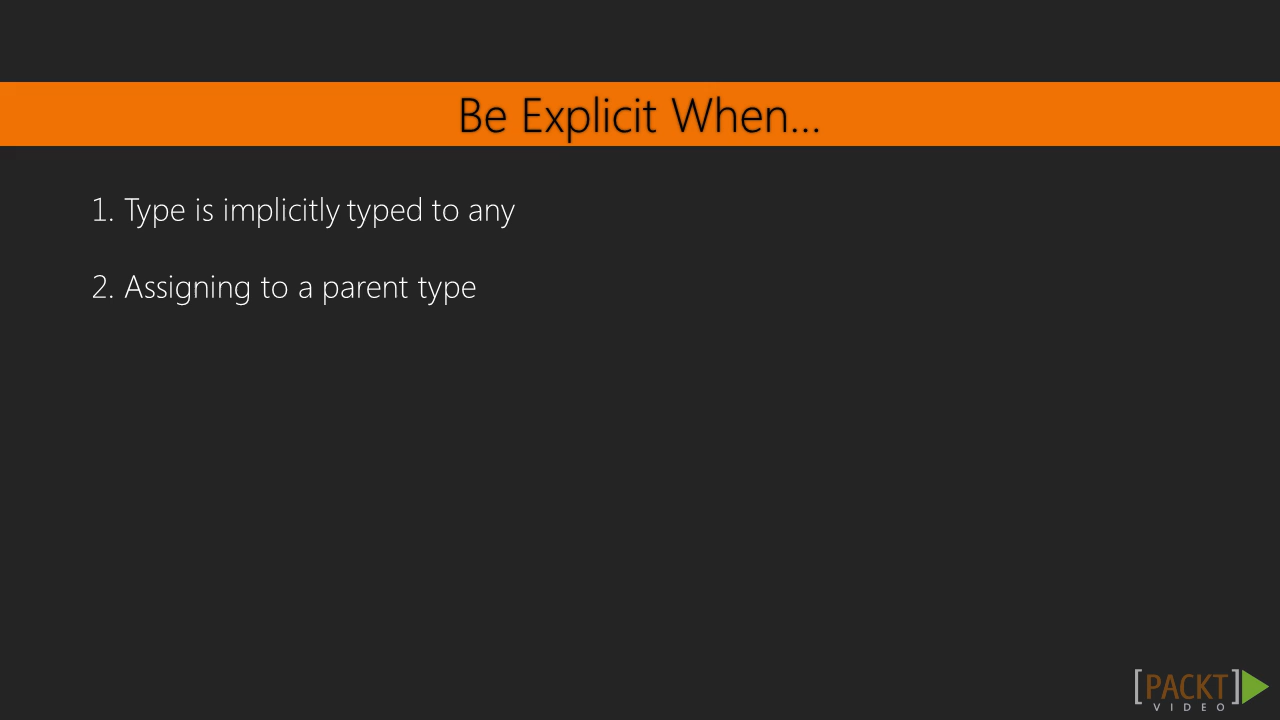 Be Explicit When...
1. Type is implicitly typed to any
2. Assigning to a parent type
[PACKT]
VIDEO